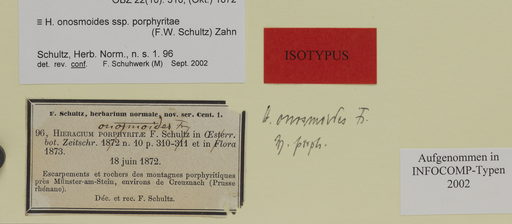 OBZ 22(10): 310, (Okt.) 1872
≡ H. onosmoides ssp. porphyritae
(F.W. Schultz) Zahn
Schultz, Herb. Norm., n. s. 1. 96
det. rev. conf. F. Schuhwerk (M) Sept. 2002
ISOTYPUS
F. Schultz, herbarium normale, nov. ser. Cent. 1.
onosmoides Fr.
96. HIERACIUM PORPHYRITÆ F. Schultz in Œsterr.
bot. Zeitschr. 1872 n. 10 p. 310-311 et in Flora
1873.
18 juin 1872.
Escarpements et rochers des montagnes porphyritiques
près Münster-am-Stein, environs de Creuznach (Prusse
rhénane).
Déc. et rec. F. Schultz.
H. onosmoides Fr.
Aufgenommen in
INFOCOMP-Typen
2002